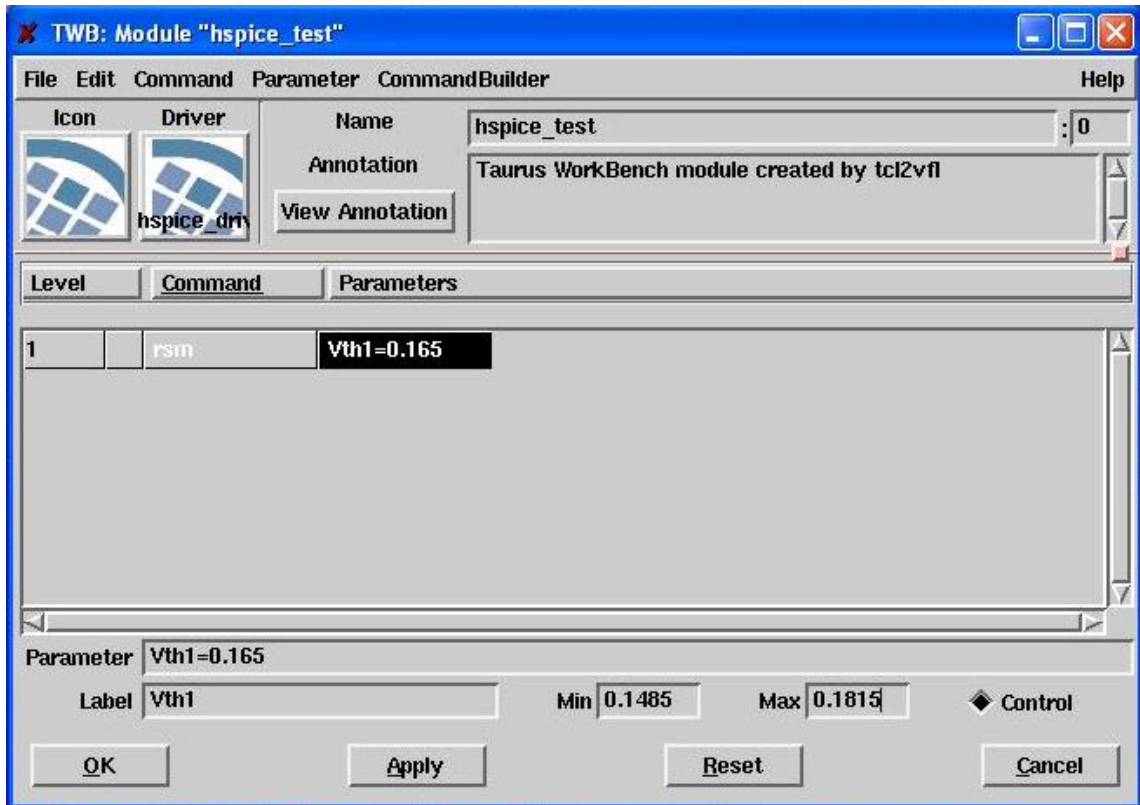 TWB: Module "hspice_test"
File Edit Command Parameter CommandBuilder Help
Icon Driver Name hspice_test :0
Annotation Taurus WorkBench module created by tcl2vfl
hspice_driv View Annotation
Level Command Parameters
1 rsm Vth1=0.165
Parameter Vth1=0.165
Label Vth1 Min 0.1485 Max 0.1815 Control
OK Apply Reset Cancel